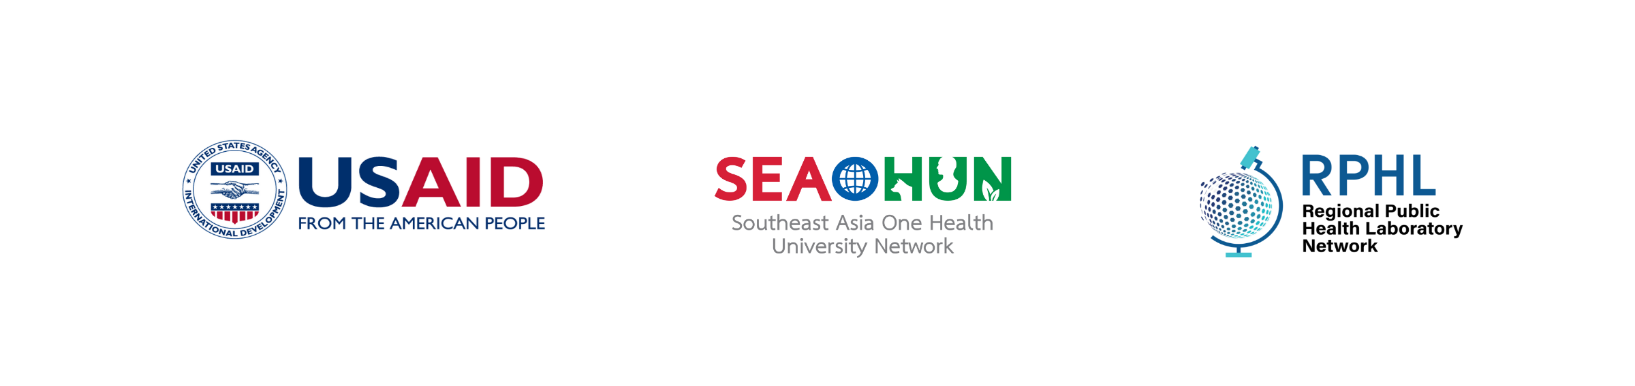 UNITED STATES AGENCY
USAID
INTERNATIONAL DEVELOPMENT
USAID
FROM THE AMERICAN PEOPLE
SEAOHUN
Southeast Asia One Health
University Network
RPHL
Regional Public
Health Laboratory
Network